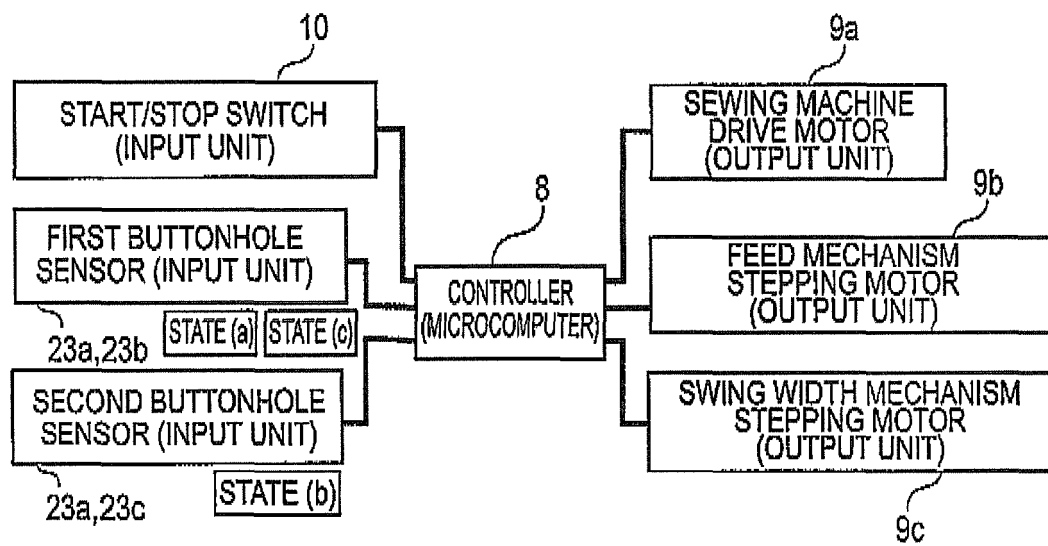 10
START/STOP SWITCH
(INPUT UNIT)
FIRST BUTTONHOLE
SENSOR (INPUT UNIT)
23a,23b
STATE (a)
STATE (c)
SECOND BUTTONHOLE
SENSOR (INPUT UNIT)
23a,23c
STATE (b)
8
CONTROLLER
(MICROCOMPUTER)
9a
SEWING MACHINE
DRIVE MOTOR
(OUTPUT UNIT)
9b
FEED MECHANISM
STEPPING MOTOR
(OUTPUT UNIT)
SWING WIDTH MECHANISM
STEPPING MOTOR
(OUTPUT UNIT)
9c